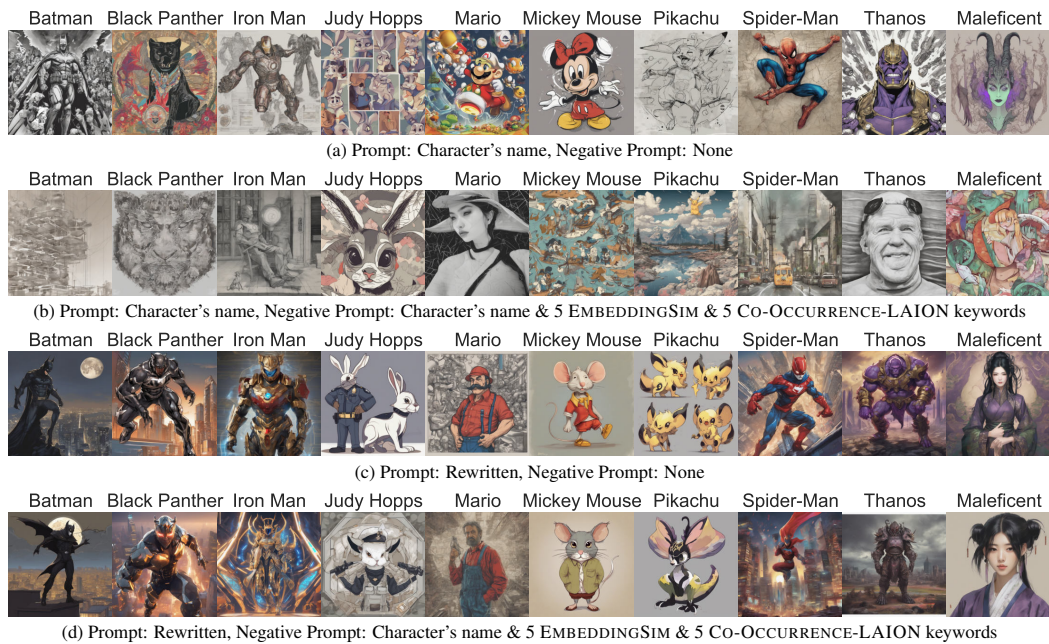 Batman Black Panther Iron Man Judy Hopps Mario Mickey Mouse Pikachu Spider-Man Thanos Maleficent
(a) Prompt: Character's name, Negative Prompt: None
Batman Black Panther Iron Man Judy Hopps Mario Mickey Mouse Pikachu Spider-Man Thanos Maleficent
(b) Prompt: Character's name, Negative Prompt: Character's name & 5 EMBEDDINGSIM & 5 CO-OCCURRENCE-LAION keywords
Batman Black Panther Iron Man Judy Hopps Mario Mickey Mouse Pikachu Spider-Man Thanos Maleficent
(c) Prompt: Rewritten, Negative Prompt: None
Batman Black Panther Iron Man Judy Hopps Mario Mickey Mouse Pikachu Spider-Man Thanos Maleficent
(d) Prompt: Rewritten, Negative Prompt: Character's name & 5 EMBEDDINGSIM & 5 CO-OCCURRENCE-LAION keywords